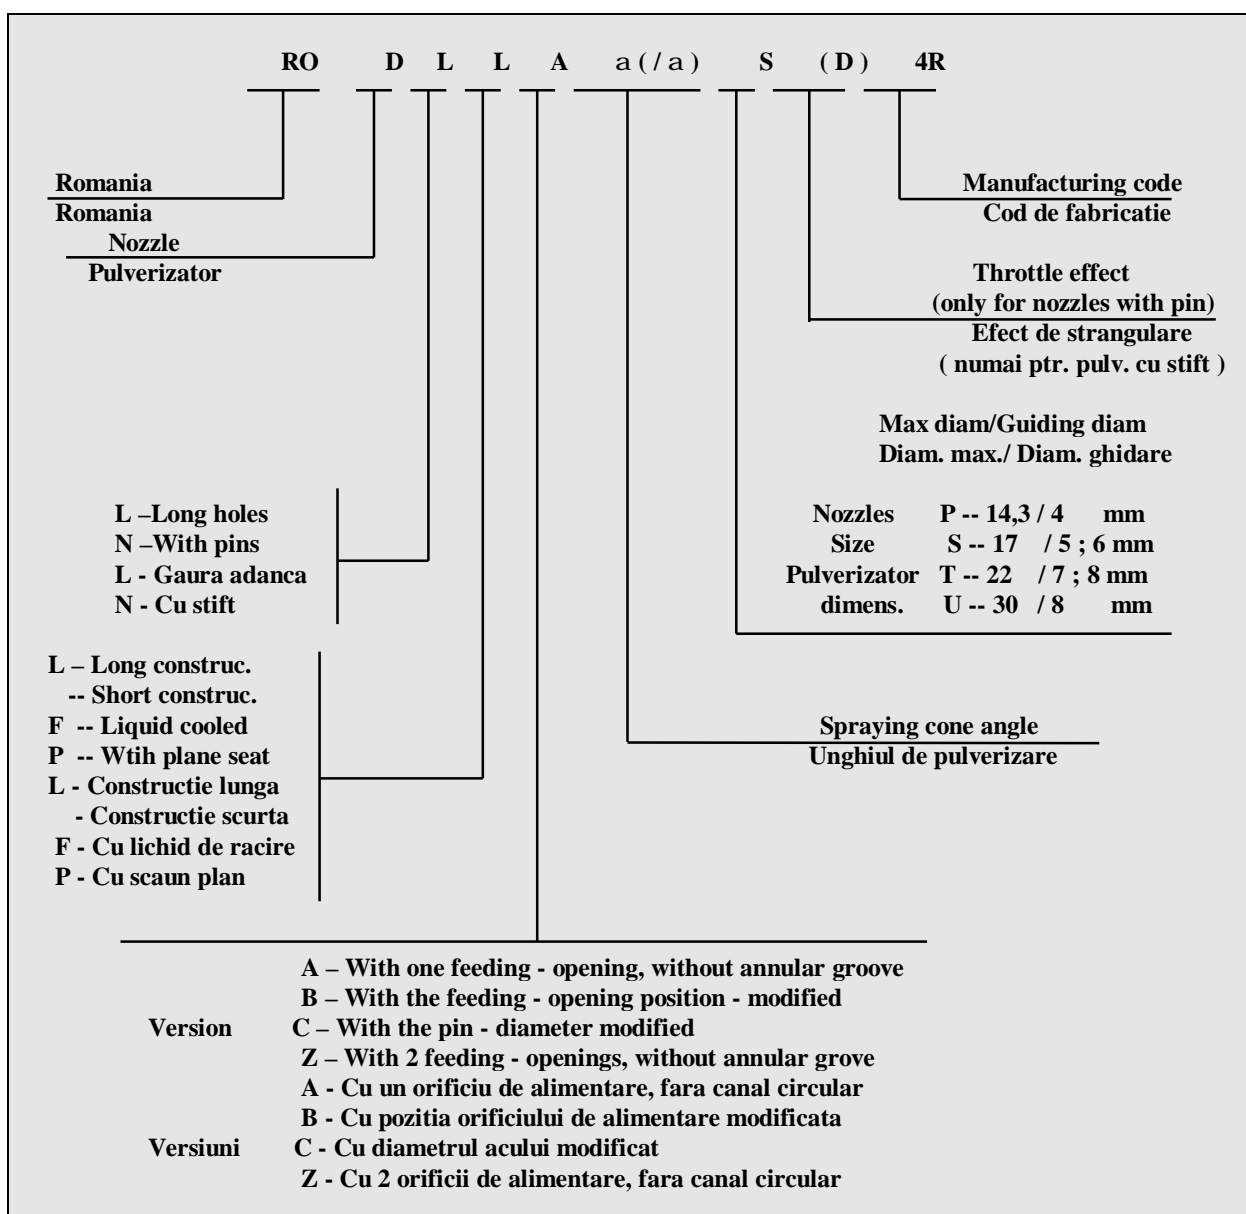 RO D L L A a(/a) S (D) 4R
Romania
Romania
Nozzle
Pulverizator
Manufacturing code
Cod de fabricatie
Throttle effect
(only for nozzles with pin)
Efect de strangulare
( numai ptr. pulv. cu stift )
Max diam/Guiding diam
Diam. max./ Diam. ghidare
L –Long holes
N –With pins
L - Gaura adanca
N - Cu stift
Nozzles P -- 14,3 / 4 mm
Size S -- 17 / 5 ; 6 mm
Pulverizator T -- 22 / 7 ; 8 mm
dimens. U -- 30 / 8 mm
L – Long construc.
-- Short construc.
F -- Liquid cooled
P -- Wtih plane seat
L - Constructie lunga
- Constructie scurta
F - Cu lichid de racire
P - Cu scaun plan
Spraying cone angle
Unghiul de pulverizare
A – With one feeding - opening, without annular groove
B – With the feeding - opening position - modified
Version C – With the pin - diameter modified
Z – With 2 feeding - openings, without annular grove
A - Cu un orificiu de alimentare, fara canal circular
B - Cu pozitia orificiului de alimentare modificata
Versiuni C - Cu diametrul acului modificat
Z - Cu 2 orificii de alimentare, fara canal circular